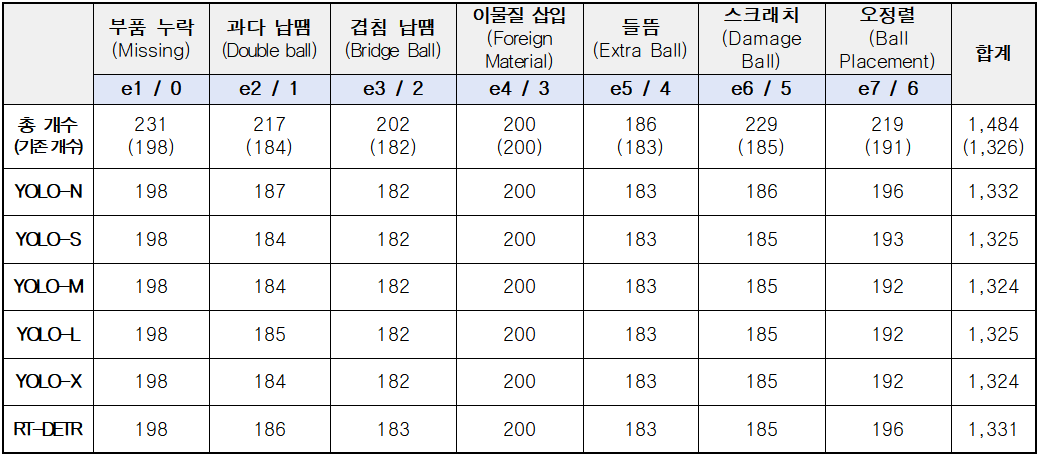 부품 누락 과다 납땜 겹침 납땜 이물질 삽입 들뜸 스크래치 오정렬 합계
(Missing) (Double ball) (Bridge Ball) (Foreign Material) (Extra Ball) (Damage Ball) (Ball Placement)
e1 / 0 e2 / 1 e3 / 2 e4 / 3 e5 / 4 e6 / 5 e7 / 6
총 개수 231 217 202 200 186 229 219 1,484
(기존 개수) (198) (184) (182) (200) (183) (185) (191) (1,326)
YOLO-N 198 187 182 200 183 186 196 1,332
YOLO-S 198 184 182 200 183 185 193 1,325
YOLO-M 198 184 182 200 183 185 192 1,324
YOLO-L 198 185 182 200 183 185 192 1,325
YOLO-X 198 184 182 200 183 185 192 1,324
RT-DETR 198 186 183 200 183 185 196 1,331